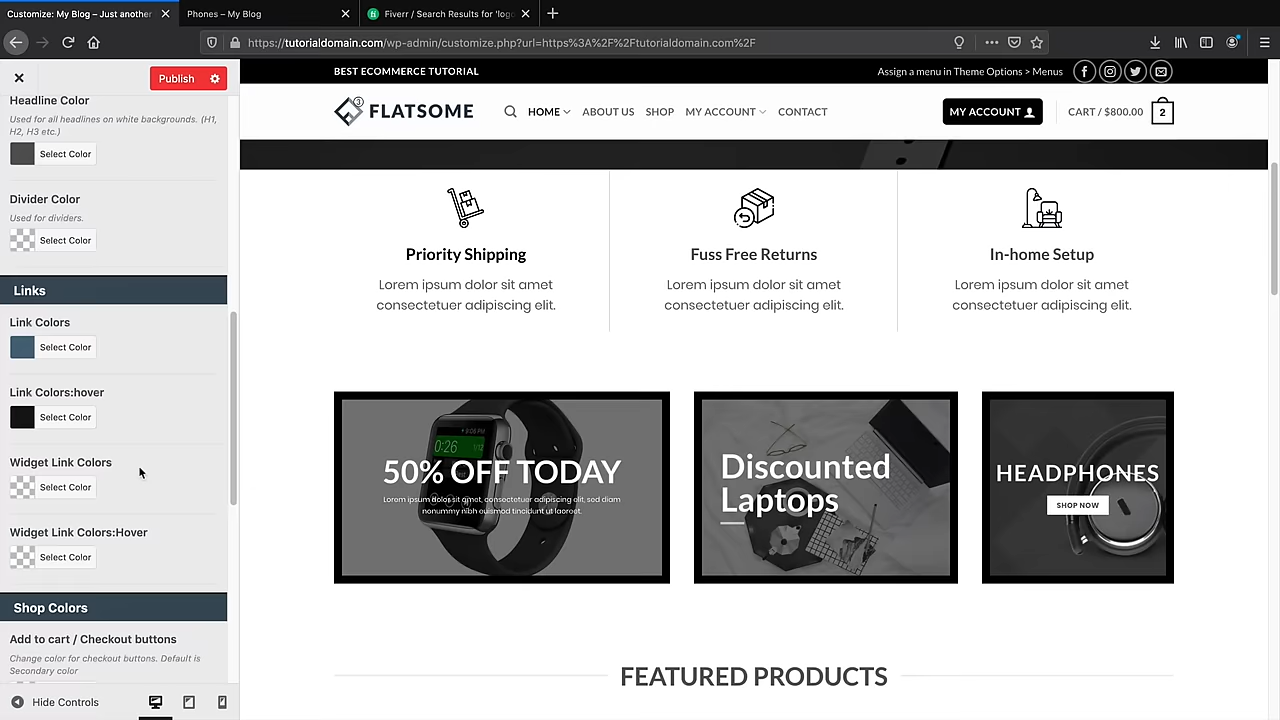 Customize: My Blog – Just another
Phones – My Blog
Fiverr / Search Results for 'logo
https://tutorialdomain.com/wp-admin/customize.php?url=https%3A%2F%2Ftutorialdomain.com%2F
Publish
Headline Color
Used for all headlines on white backgrounds. (H1,
H2, H3 etc.)
Select Color
Divider Color
Used for dividers.
Select Color
Links
Link Colors
Select Color
Link Colors:hover
Select Color
Widget Link Colors
Select Color
Widget Link Colors:Hover
Select Color
Shop Colors
Add to cart / Checkout buttons
Change color for checkout buttons. Default is
Secondary color
Hide Controls
BEST ECOMMERCE TUTORIAL
Assign a menu in Theme Options > Menus
3
FLATSOME
HOME
ABOUT US
SHOP
MY ACCOUNT
CONTACT
MY ACCOUNT
CART / $800.00
2
Priority Shipping
Lorem ipsum dolor sit amet
consectetuer adipiscing elit.
Fuss Free Returns
Lorem ipsum dolor sit amet
consectetuer adipiscing elit.
In-home Setup
Lorem ipsum dolor sit amet
consectetuer adipiscing elit.
0:26
50% OFF TODAY
Lorem ipsum dolor sit amet, consectetuer adipiscing elit, sed diam
nonummy nibh euismod tincidunt ut laoreet.
Discounted
Laptops
HEADPHONES
SHOP NOW
FEATURED PRODUCTS